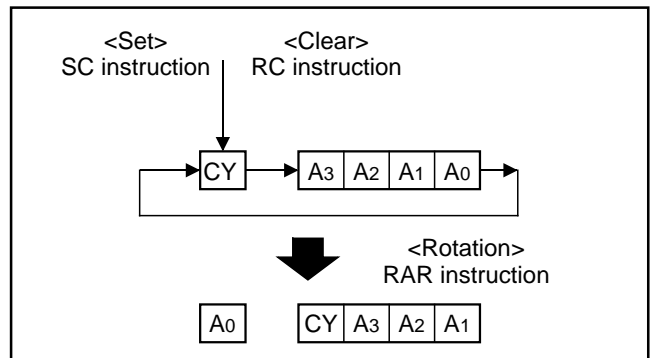 <Set> <Clear>
SC instruction RC instruction
CY A3 A2 A1 A0
<Rotation>
RAR instruction
A0 CY A3 A2 A1